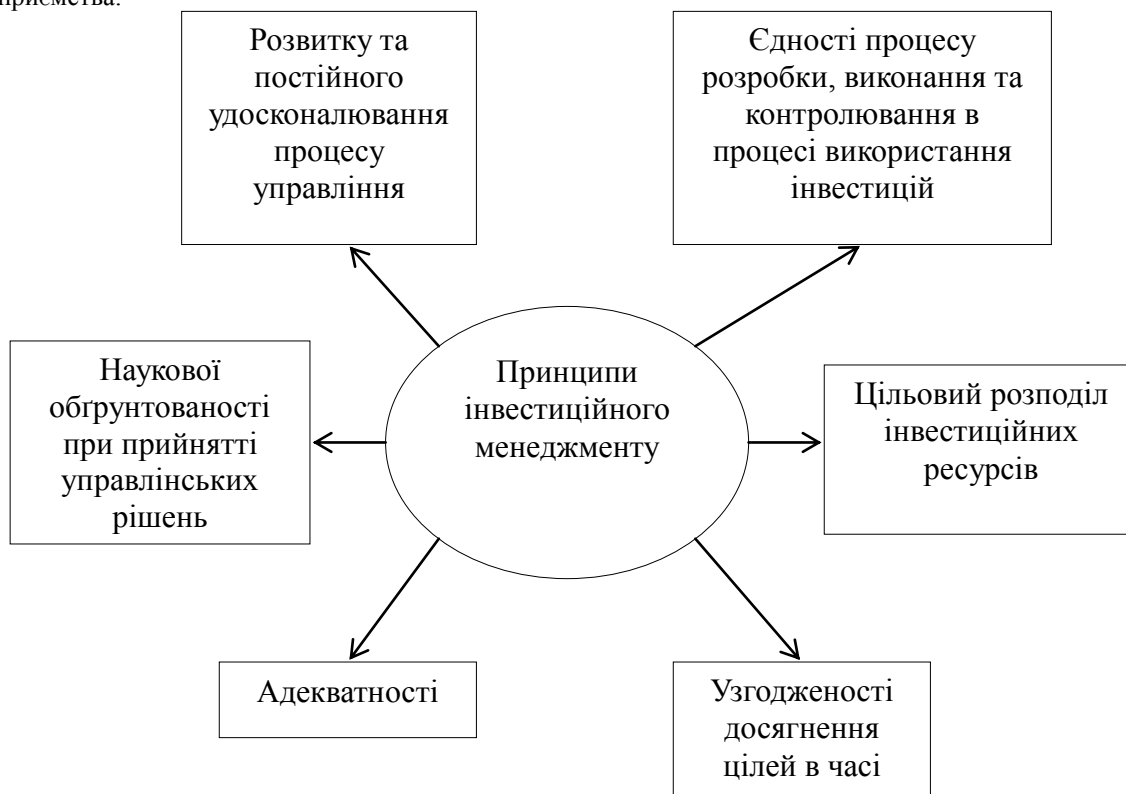 Розвитку та
постійного
удосконалювання
процесу
управління
Єдності процесу
розробки, виконання та
контролювання в
процесі використання
інвестицій
Принципи
інвестиційного
менеджменту
Наукової
обґрунтованості
при прийнятті
управлінських
рішень
Цільовий розподіл
інвестиційних
ресурсів
Адекватності
Узгодженості
досягнення
цілей в часі